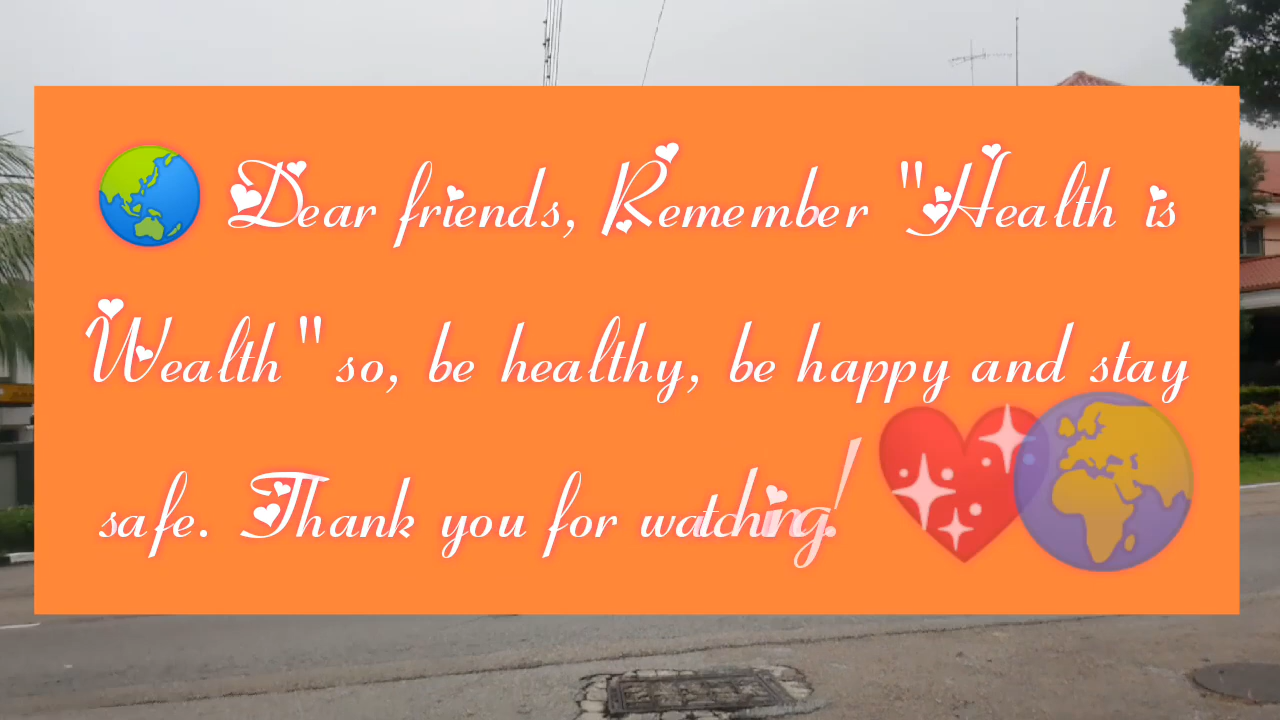 🌏 Dear friends, Remember "Health is
Wealth" so, be healthy, be happy and stay
safe. Thank you for watching! 💖🌍